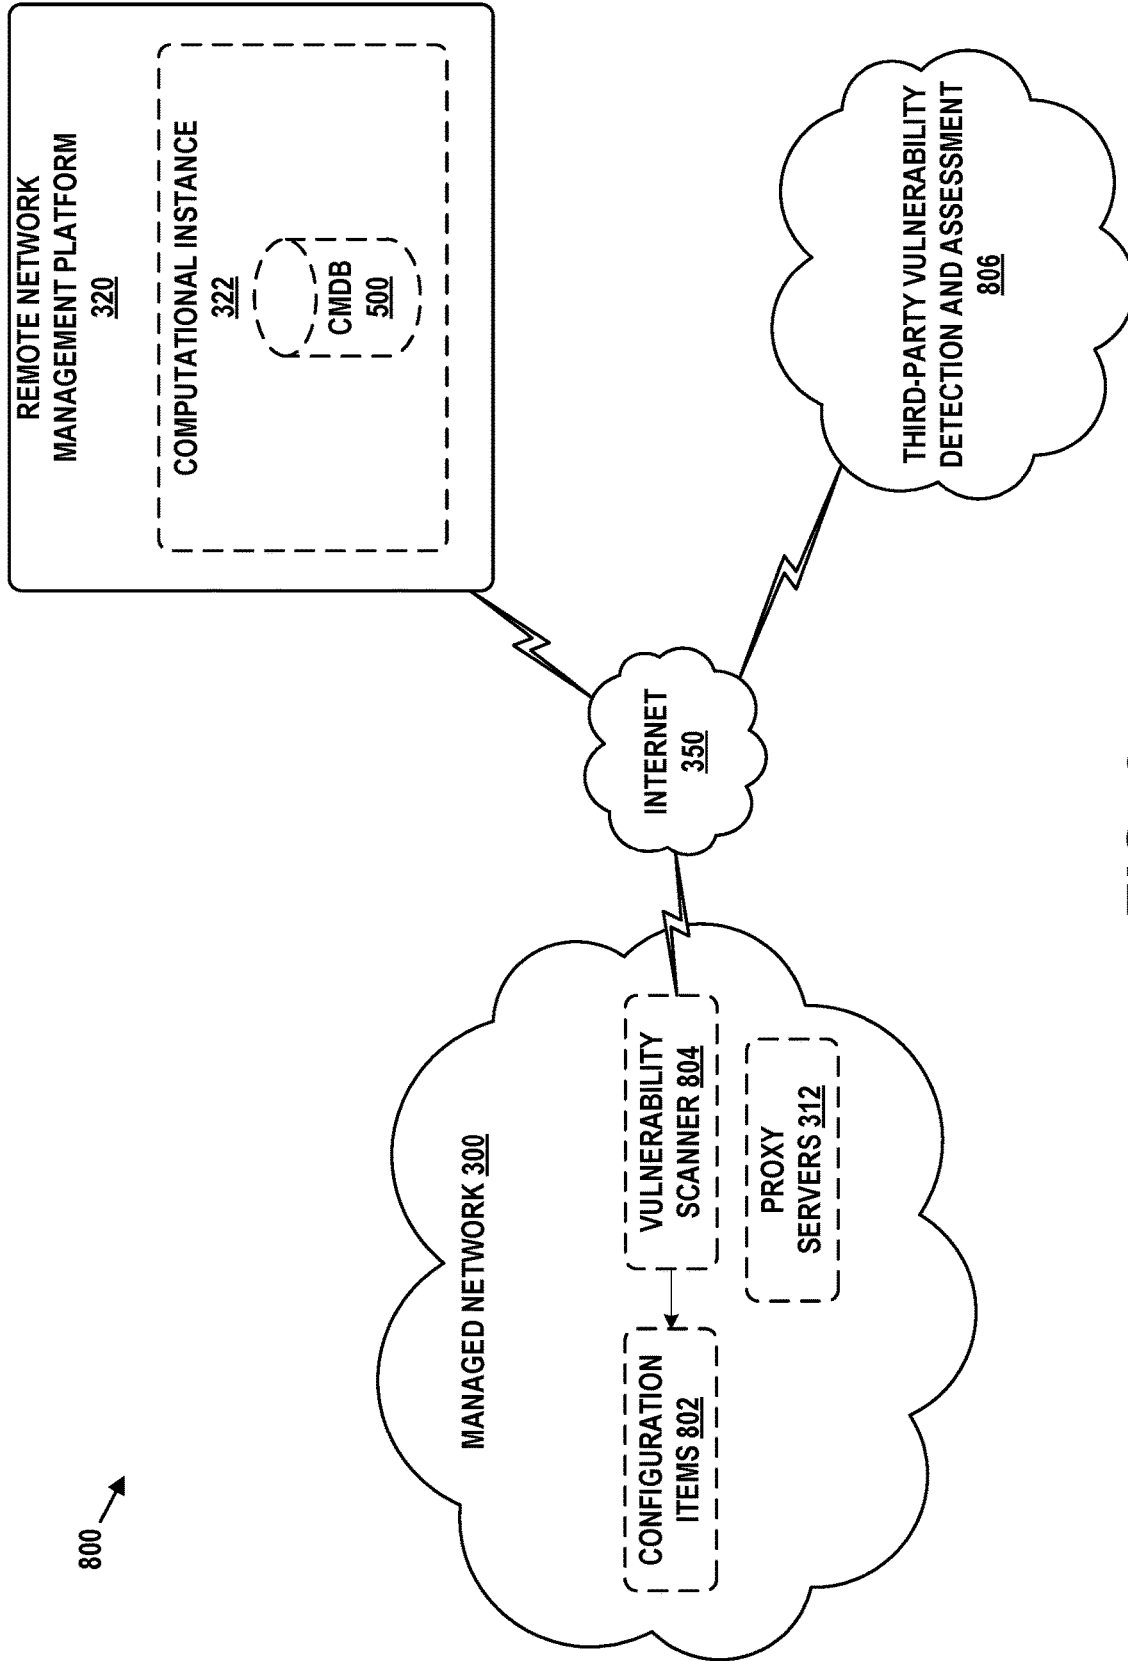 800
MANAGED NETWORK 300
CONFIGURATION
ITEMS 802
VULNERABILITY
SCANNER 804
PROXY
SERVERS 312
INTERNET
350
REMOTE NETWORK
MANAGEMENT PLATFORM
320
COMPUTATIONAL INSTANCE
322
CMDB
500
THIRD-PARTY VULNERABILITY
DETECTION AND ASSESSMENT
806